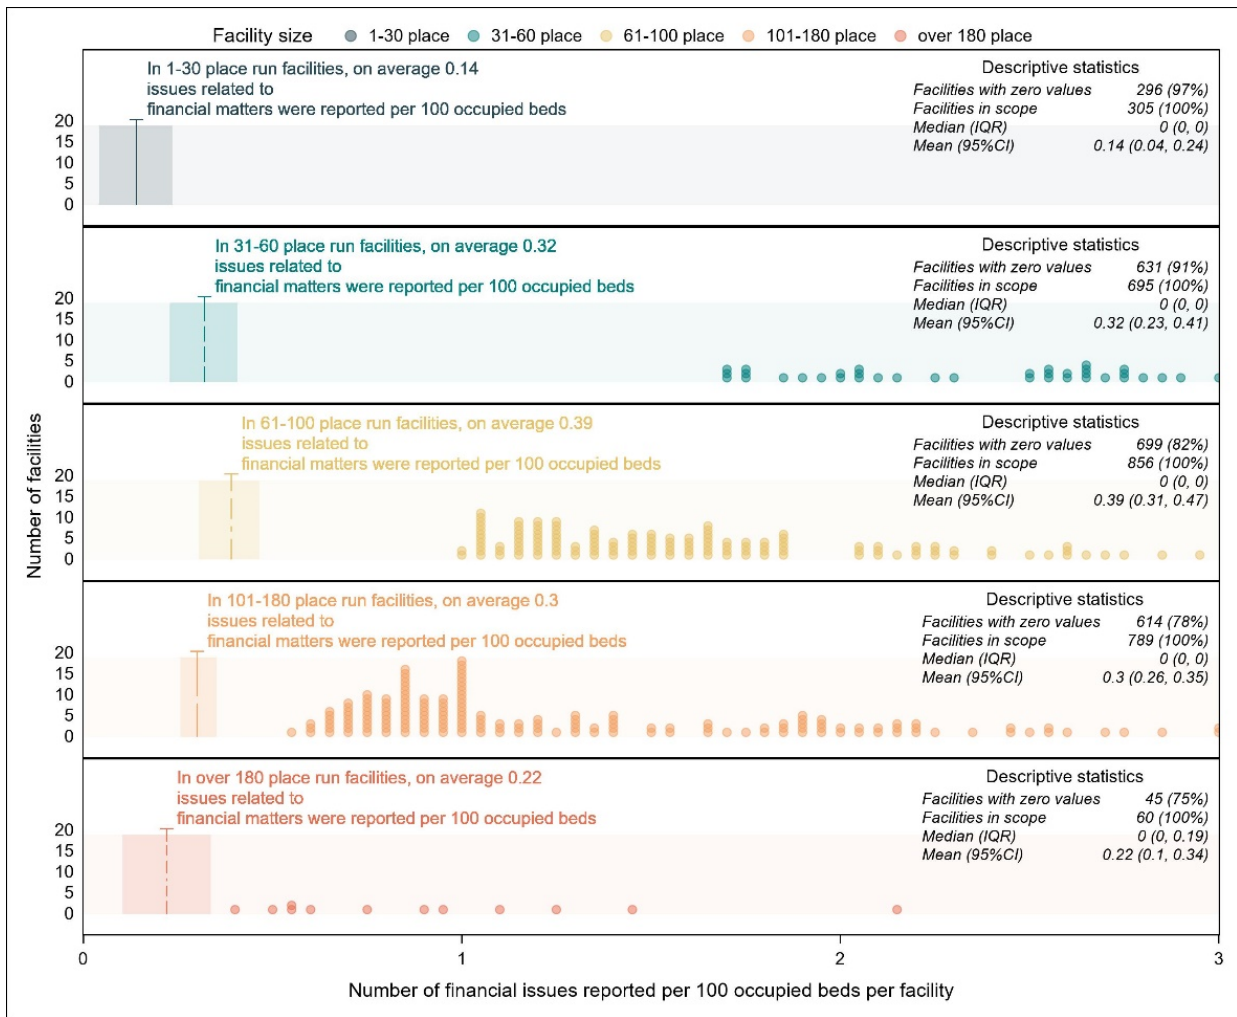 Facility size 1-30 place 31-60 place 61-100 place 101-180 place over 180 place
In 1-30 place run facilities, on average 0.14
issues related to
financial matters were reported per 100 occupied beds
Descriptive statistics
Facilities with zero values 296 (97%)
Facilities in scope 305 (100%)
Median (IQR) 0 (0, 0)
Mean (95%CI) 0.14 (0.04, 0.24)
20
15
10
5
0
In 31-60 place run facilities, on average 0.32
issues related to
financial matters were reported per 100 occupied beds
Descriptive statistics
Facilities with zero values 631 (91%)
Facilities in scope 695 (100%)
Median (IQR) 0 (0, 0)
Mean (95%CI) 0.32 (0.23, 0.41)
20
15
10
5
0
In 61-100 place run facilities, on average 0.39
issues related to
financial matters were reported per 100 occupied beds
Descriptive statistics
Facilities with zero values 699 (82%)
Facilities in scope 856 (100%)
Median (IQR) 0 (0, 0)
Mean (95%CI) 0.39 (0.31, 0.47)
20
15
10
5
0
Number of facilities
In 101-180 place run facilities, on average 0.3
issues related to
financial matters were reported per 100 occupied beds
Descriptive statistics
Facilities with zero values 614 (78%)
Facilities in scope 789 (100%)
Median (IQR) 0 (0, 0)
Mean (95%CI) 0.3 (0.26, 0.35)
20
15
10
5
0
In over 180 place run facilities, on average 0.22
issues related to
financial matters were reported per 100 occupied beds
Descriptive statistics
Facilities with zero values 45 (75%)
Facilities in scope 60 (100%)
Median (IQR) 0 (0, 0.19)
Mean (95%CI) 0.22 (0.1, 0.34)
20
15
10
5
0
0 1 2 3
Number of financial issues reported per 100 occupied beds per facility